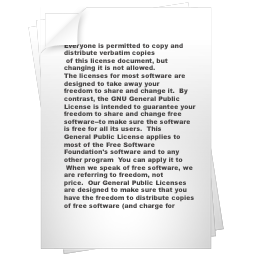 Everyone is permitted to copy and
distribute verbatim copies
of this license document, but
changing it is not allowed.
The licenses for most software are
designed to take away your
freedom to share and change it. By
contrast, the GNU General Public
License is intended to guarantee your
freedom to share and change free
software--to make sure the software
is free for all its users. This
General Public License applies to
most of the Free Software
Foundation's software and to any
other program You can apply it to
When we speak of free software, we
are referring to freedom, not
price. Our General Public Licenses
are designed to make sure that you
have the freedom to distribute copies
of free software (and charge for